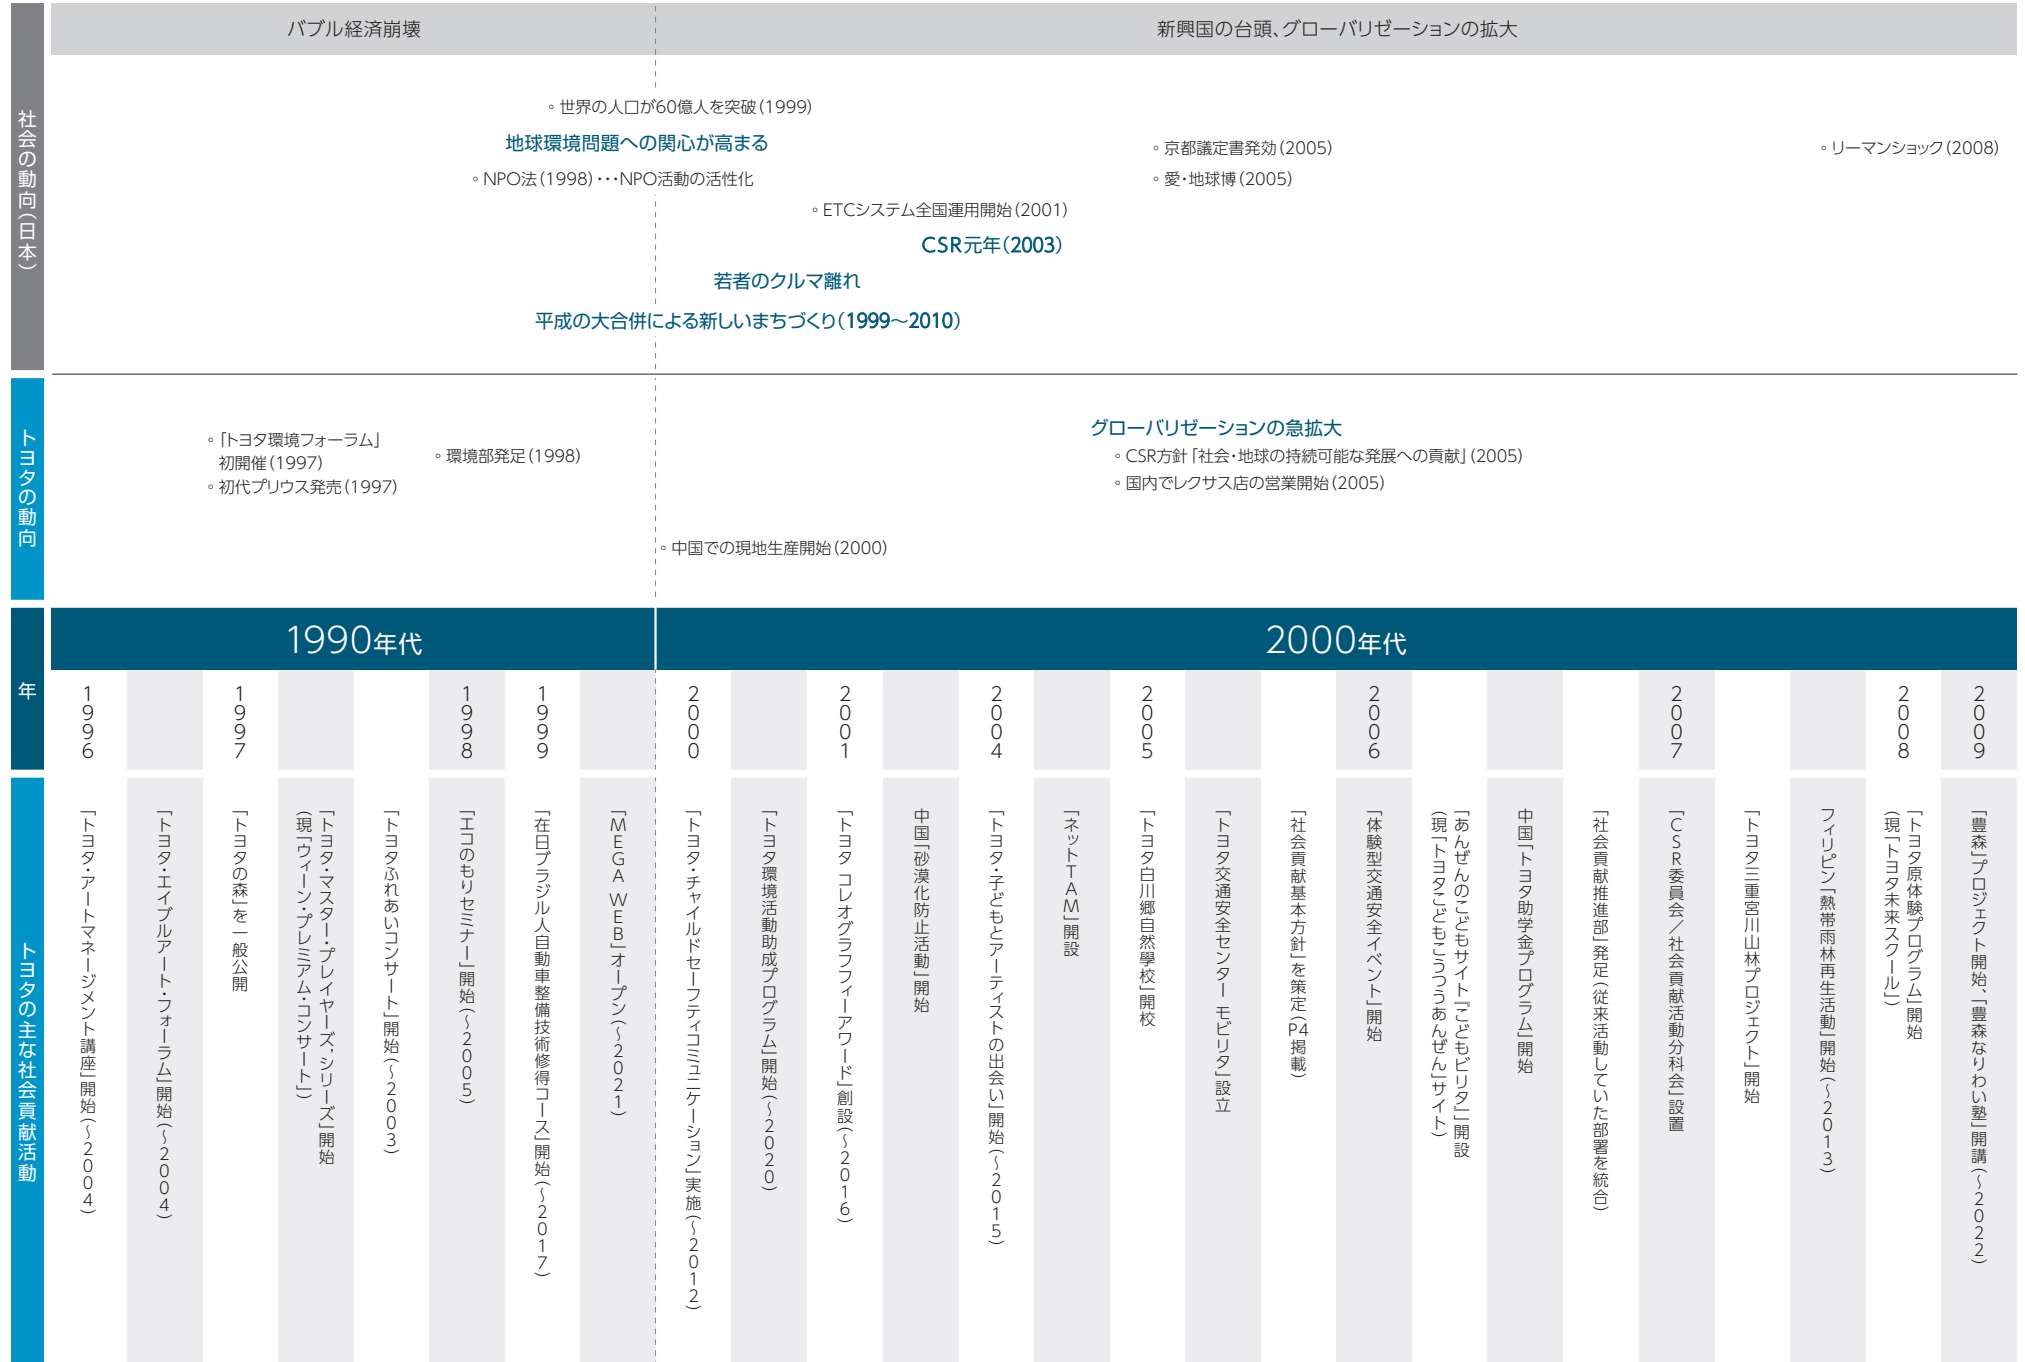 社会の動向（日本）
バブル経済崩壊
新興国の台頭、グローバリゼーションの拡大
◦世界の人口が60億人を突破（1999）
地球環境問題への関心が高まる
◦NPO法（1998）･･･NPO活動の活性化
◦京都議定書発効（2005）
◦愛・地球博（2005）
◦リーマンショック（2008）
◦ETCシステム全国運用開始（2001）
CSR元年（2003）
若者のクルマ離れ
平成の大合併による新しいまちづくり（1999〜2010）
トヨタの動向
◦「トヨタ環境フォーラム」
初開催（1997）
◦初代プリウス発売（1997）
◦環境部発足（1998）
グローバリゼーションの急拡大
◦CSR方針「社会・地球の持続可能な発展への貢献」（2005）
◦国内でレクサス店の営業開始（2005）
◦中国での現地生産開始（2000）
年
1990年代
2000年代
1996
1997
1998
1999
2000
2001
2004
2005
2006
2007
2008
2009
トヨタの主な社会貢献活動
「トヨタ・アートマネージメント講座」開始（〜2004）
「トヨタ・エイブルアート・フォーラム」開始（〜2004）
「トヨタの森」を一般公開
「トヨタ・マスター・プレイヤーズ・シリーズ」開始
（現「ウィーン・プレミアム・コンサート」）
「トヨタふれあいコンサート」開始（〜2003）
「エコのもりセミナー」開始（〜2005）
「在日ブラジル人自動車整備技術修得コース」開始（〜2017）
「MEGA WEB」オープン（〜2021）
「トヨタ・チャイルドセーフティコミュニケーション」実施（〜2012）
「トヨタ環境活動助成プログラム」開始（〜2020）
「トヨタ コレオグラフフィーアワード」創設（〜2016）
中国「砂漠化防止活動」開始
「トヨタ・子どもとアーティストの出会い」開始（〜2015）
「ネットTAM」開設
「トヨタ白川郷自然學校」開校
「トヨタ交通安全センター モビリタ」設立
「社会貢献基本方針」を策定（P4掲載）
「体験型交通安全イベント」開始
「あんぜんのこどもサイト『こどもビリタ』」開設
（現「トヨタこどもこうつうあんぜん」サイト）
中国「トヨタ助学金プログラム」開始
「社会貢献推進部」発足（従来活動していた部署を統合）
「CSR委員会／社会貢献活動分科会」設置
「トヨタ三重宮川山林プロジェクト」開始
フィリピン「熱帯雨林再生活動」開始（〜2013）
「トヨタ原体験プログラム」開始
（現「トヨタ未来スクール」）
「豊森」プロジェクト開始、「豊森なりわい塾」開講（〜2022）